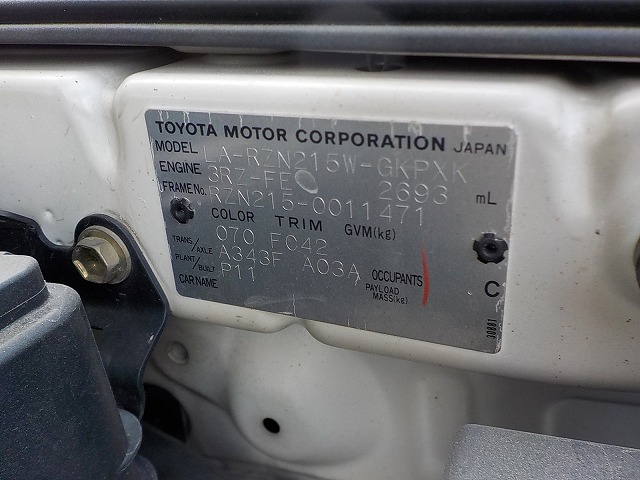 TOYOTA MOTOR CORPORATION JAPAN
MODEL LA-RZN215W-GKPXK
ENGINE 3RZ-FE 2693 mL
FRAME No. RZN215-0011471
COLOR TRIM GVM(kg)
070 FC42
TRANS/AXLE A343F A03A OCCUPANTS
PLANT/BUILT P11 PAYLOAD MASS(kg) C
CAR NAME
30881